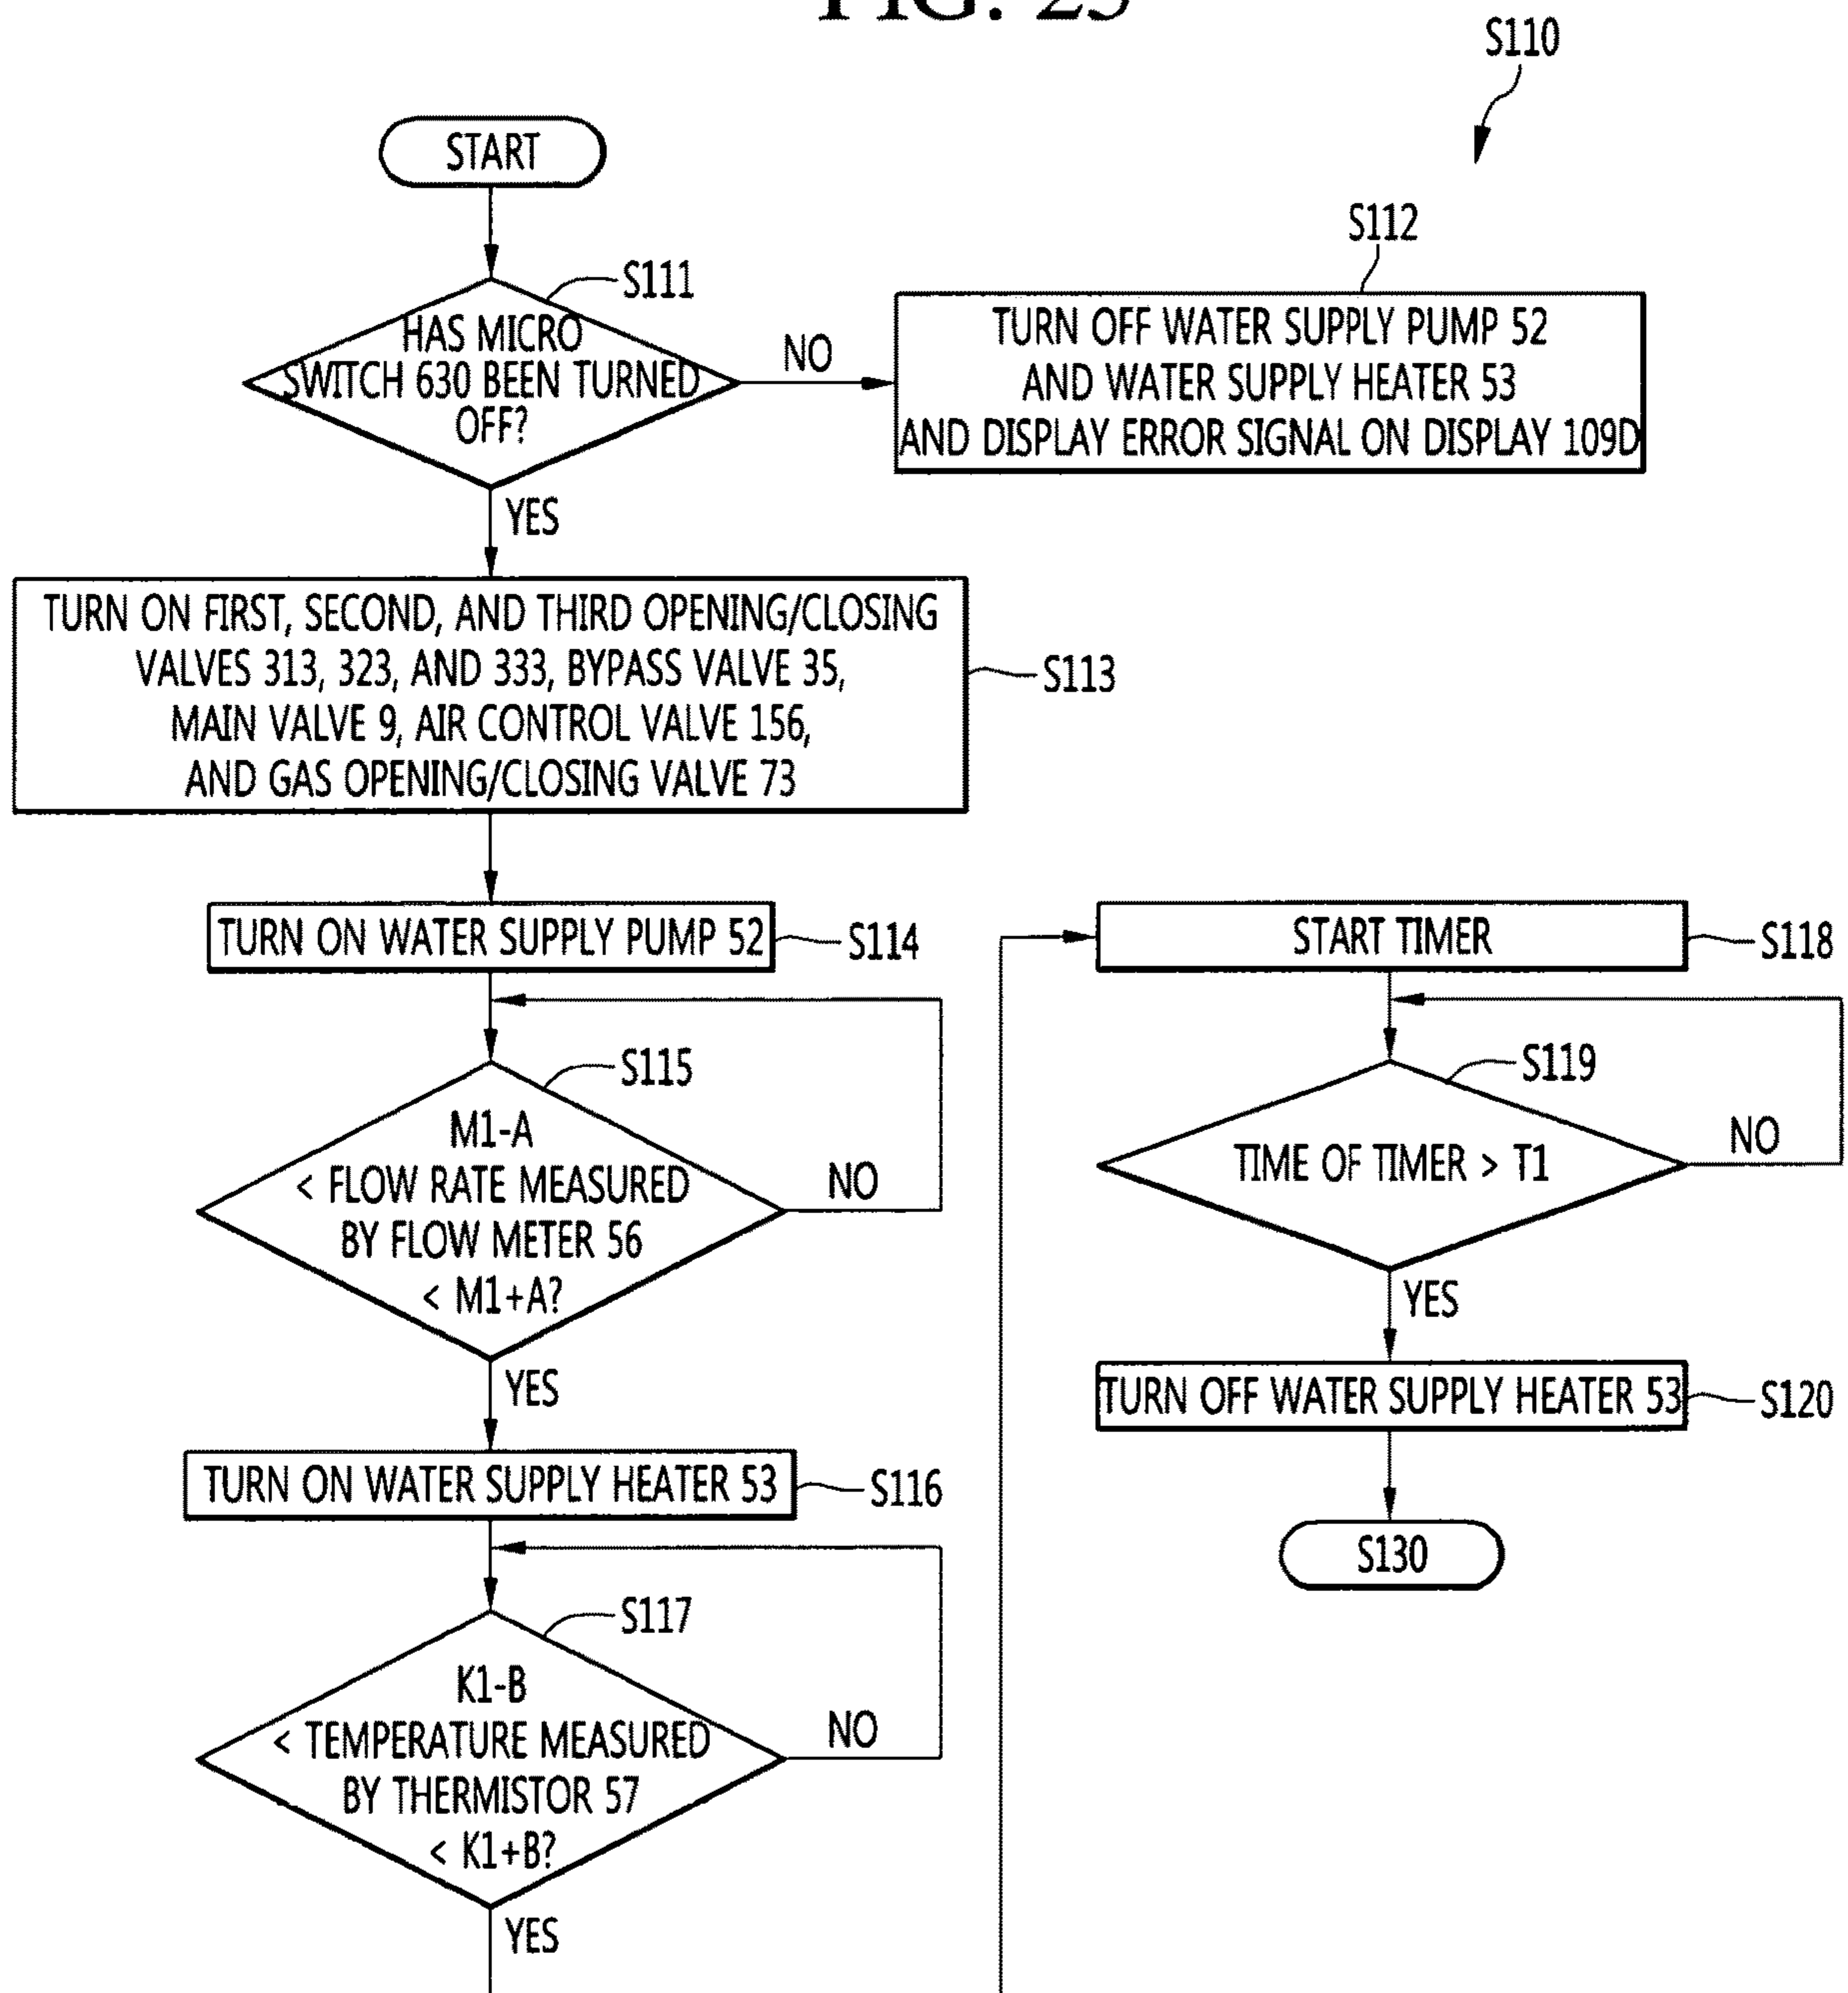 FIG. 25
S110
START
S111
HAS MICRO
SWITCH 630 BEEN TURNED
OFF?
NO
S112
TURN OFF WATER SUPPLY PUMP 52
AND WATER SUPPLY HEATER 53
AND DISPLAY ERROR SIGNAL ON DISPLAY 109D
YES
TURN ON FIRST, SECOND, AND THIRD OPENING/CLOSING
VALVES 313, 323, AND 333, BYPASS VALVE 35,
MAIN VALVE 9, AIR CONTROL VALVE 156,
AND GAS OPENING/CLOSING VALVE 73
S113
TURN ON WATER SUPPLY PUMP 52
S114
S115
M1-A
< FLOW RATE MEASURED
BY FLOW METER 56
< M1+A?
NO
YES
TURN ON WATER SUPPLY HEATER 53
S116
S117
K1-B
< TEMPERATURE MEASURED
BY THERMISTOR 57
< K1+B?
NO
YES
START TIMER
S118
S119
TIME OF TIMER > T1
NO
YES
TURN OFF WATER SUPPLY HEATER 53
S120
S130